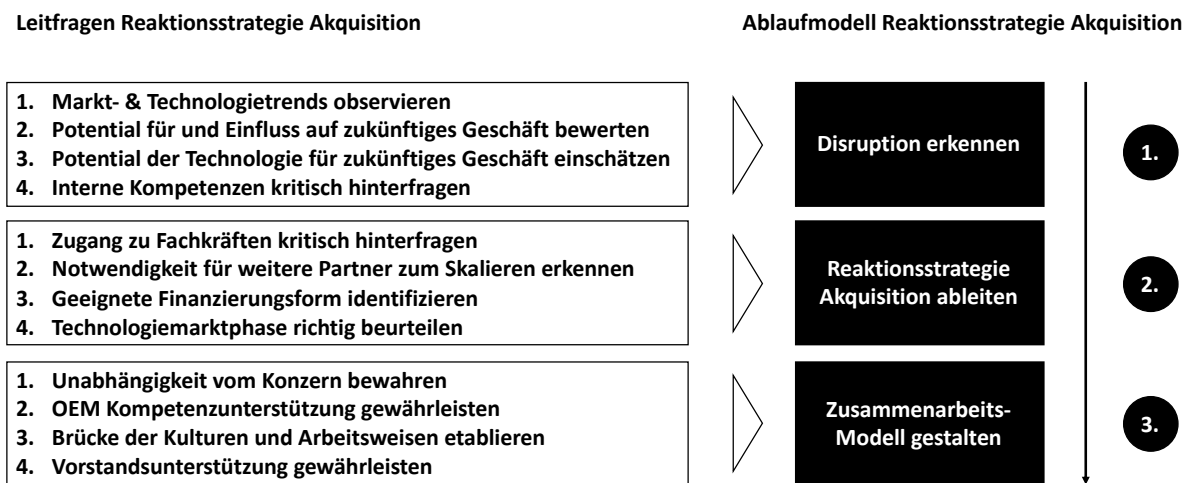 Leitfragen Reaktionsstrategie Akquisition
Ablaufmodell Reaktionsstrategie Akquisition
1. Markt- & Technologietrends observieren
2. Potential für und Einfluss auf zukünftiges Geschäft bewerten
3. Potential der Technologie für zukünftiges Geschäft einschätzen
4. Interne Kompetenzen kritisch hinterfragen
Disruption erkennen
1.
1. Zugang zu Fachkräften kritisch hinterfragen
2. Notwendigkeit für weitere Partner zum Skalieren erkennen
3. Geeignete Finanzierungsform identifizieren
4. Technologiemarktphase richtig beurteilen
Reaktionsstrategie
Akquisition ableiten
2.
1. Unabhängigkeit vom Konzern bewahren
2. OEM Kompetenzunterstützung gewährleisten
3. Brücke der Kulturen und Arbeitsweisen etablieren
4. Vorstandsunterstützung gewährleisten
Zusammenarbeits-
Modell gestalten
3.